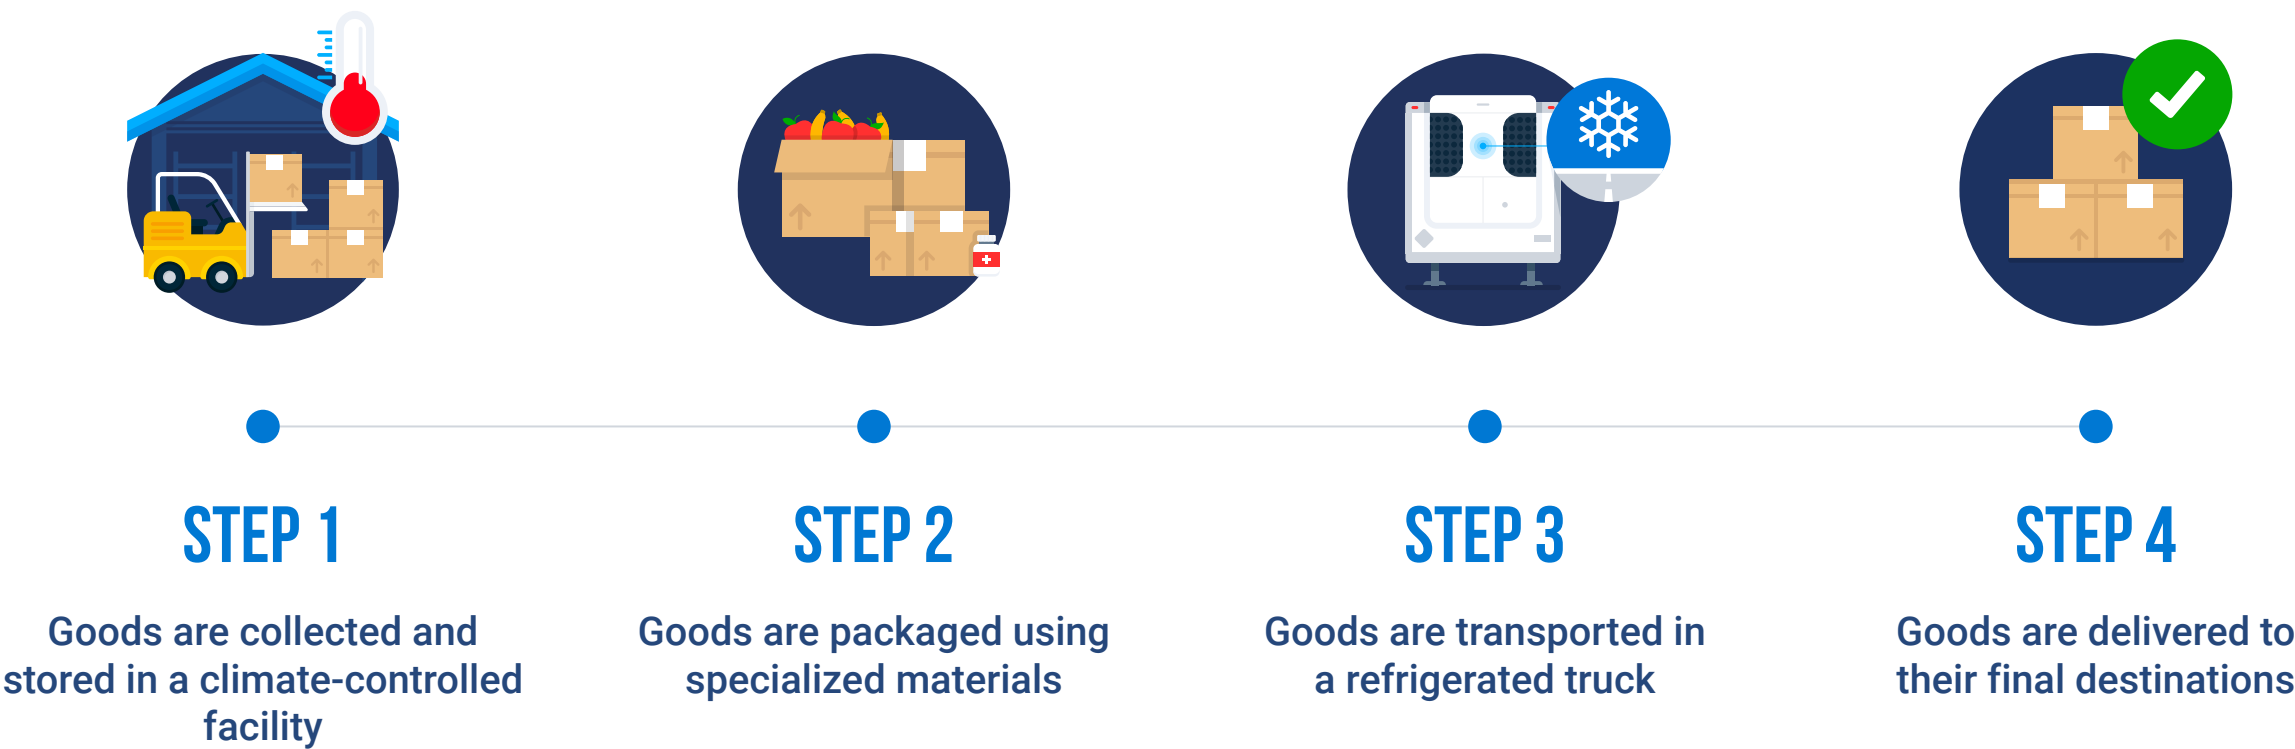 STEP 1
Goods are collected and
stored in a climate-controlled
facility
STEP 2
Goods are packaged using
specialized materials
STEP 3
Goods are transported in
a refrigerated truck
STEP 4
Goods are delivered to
their final destinations